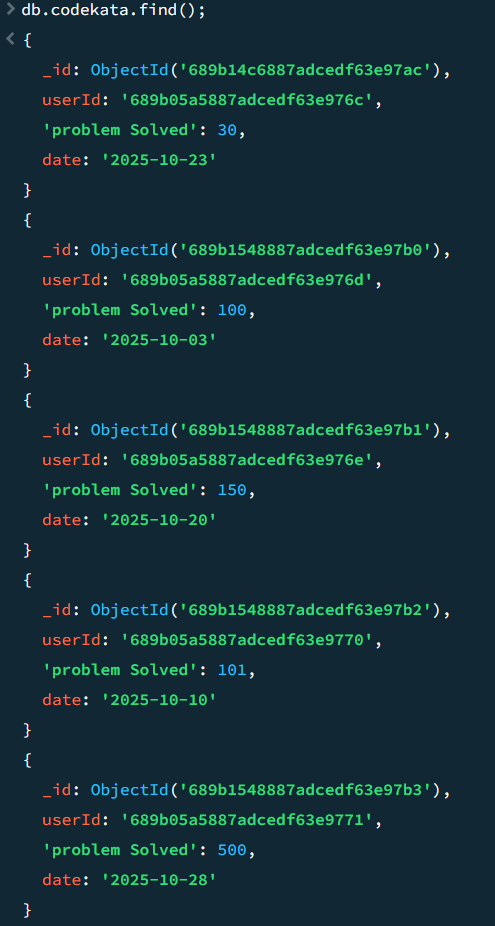 > db.codekata.find();
< {
_id: ObjectId('689b14c6887adcedf63e97ac'),
userId: '689b05a5887adcedf63e976c',
'problem Solved': 30,
date: '2025-10-23'
}
{
_id: ObjectId('689b1548887adcedf63e97b0'),
userId: '689b05a5887adcedf63e976d',
'problem Solved': 100,
date: '2025-10-03'
}
{
_id: ObjectId('689b1548887adcedf63e97b1'),
userId: '689b05a5887adcedf63e976e',
'problem Solved': 150,
date: '2025-10-20'
}
{
_id: ObjectId('689b1548887adcedf63e97b2'),
userId: '689b05a5887adcedf63e9770',
'problem Solved': 101,
date: '2025-10-10'
}
{
_id: ObjectId('689b1548887adcedf63e97b3'),
userId: '689b05a5887adcedf63e9771',
'problem Solved': 500,
date: '2025-10-28'
}